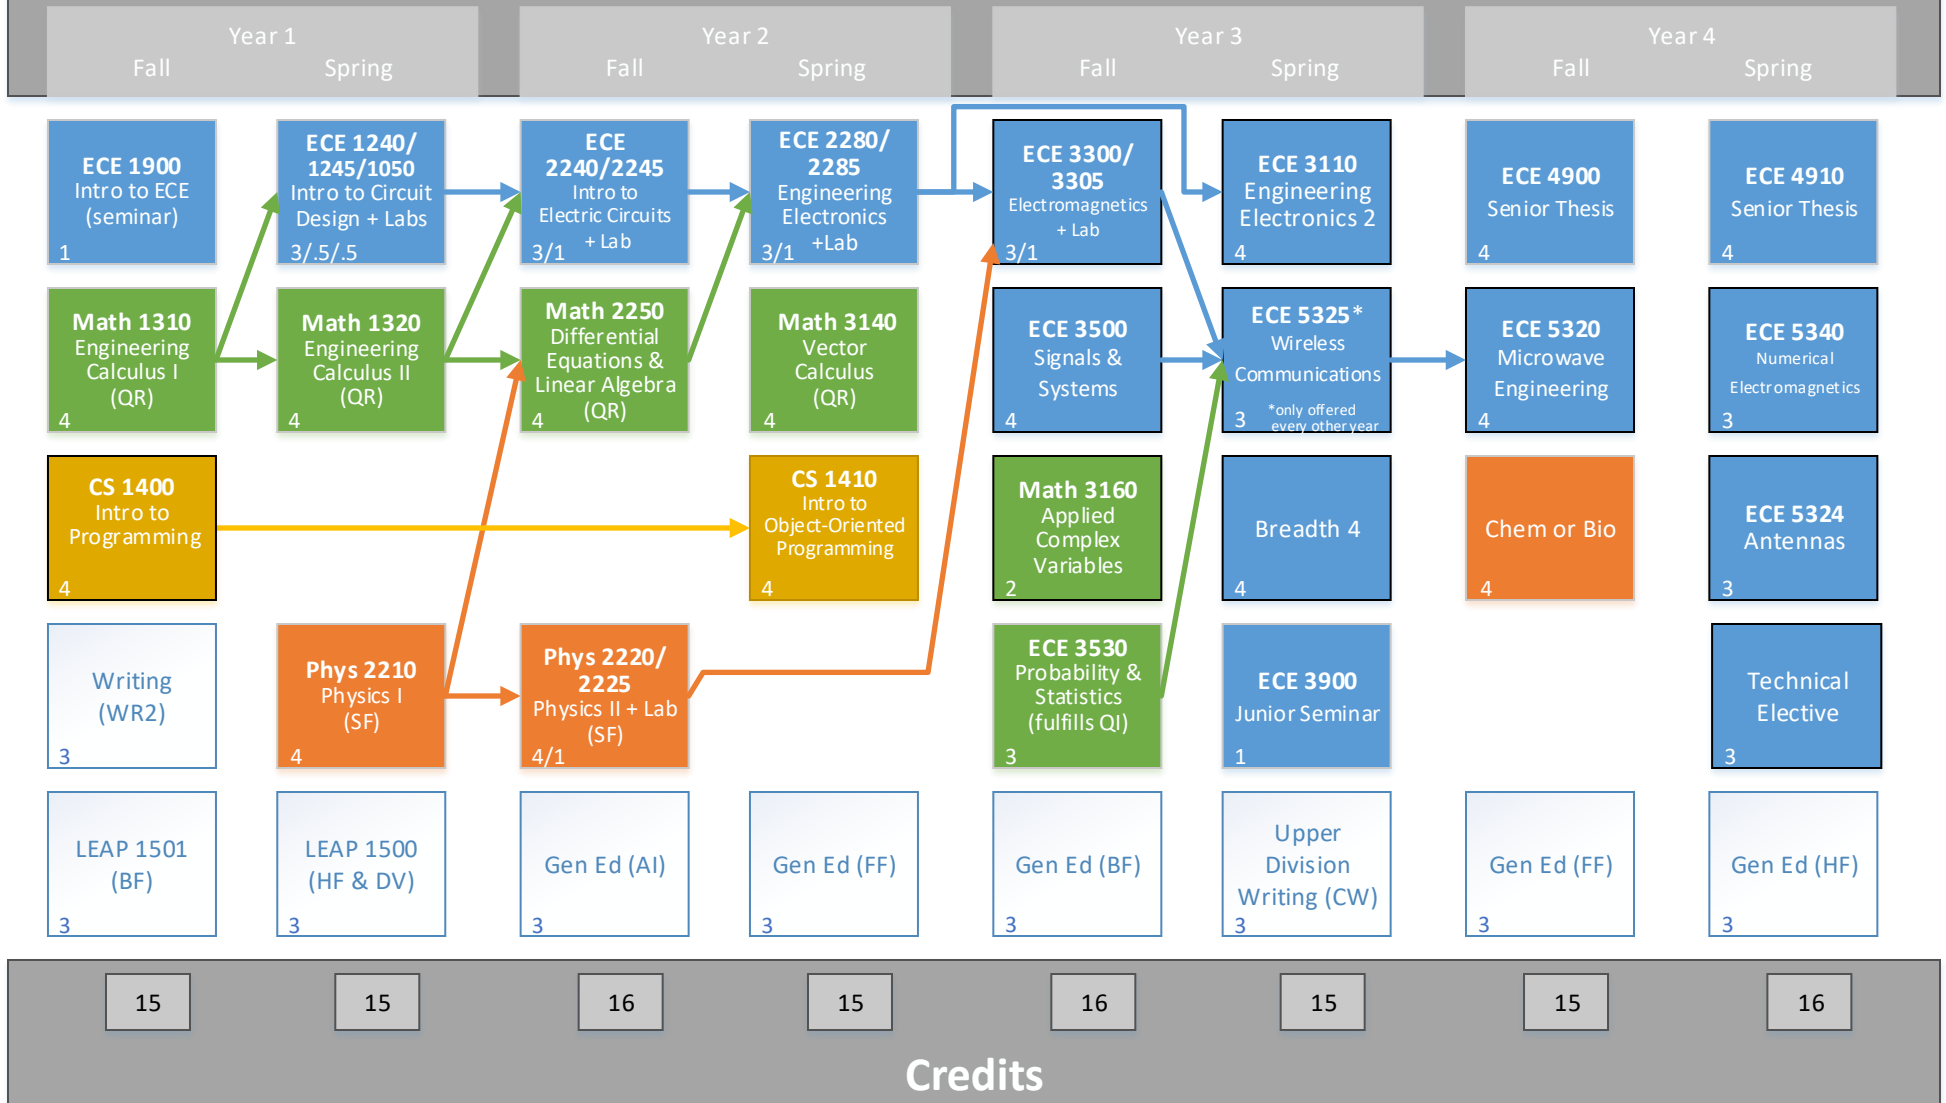 Year 1
Fall
Spring
Year 2
Fall
Spring
Year 3
Fall
Spring
Year 4
Fall
Spring
ECE 1900
Intro to ECE
(seminar)
1
ECE 1240/
1245/1050
Intro to Circuit
Design + Labs
3/.5/.5
ECE
2240/2245
Intro to
Electric Circuits
+ Lab
3/1
ECE 2280/
2285
Engineering
Electronics
+Lab
3/1
ECE 3300/
3305
Electromagnetics
+ Lab
3/1
ECE 3110
Engineering
Electronics 2
4
ECE 4900
Senior Thesis
4
ECE 4910
Senior Thesis
4
Math 1310
Engineering
Calculus I
(QR)
4
Math 1320
Engineering
Calculus II
(QR)
4
Math 2250
Differential
Equations &
Linear Algebra
(QR)
4
Math 3140
Vector
Calculus
(QR)
4
ECE 3500
Signals &
Systems
4
ECE 5325*
Wireless
Communications
*only offered
every other year
3
ECE 5320
Microwave
Engineering
4
ECE 5340
Numerical
Electromagnetics
3
CS 1400
Intro to
Programming
4
CS 1410
Intro to
Object-Oriented
Programming
4
Math 3160
Applied
Complex
Variables
2
Breadth 4
4
Chem or Bio
4
ECE 5324
Antennas
3
Writing
(WR2)
3
Phys 2210
Physics I
(SF)
4
Phys 2220/
2225
Physics II + Lab
(SF)
4/1
ECE 3530
Probability &
Statistics
(fulfills QI)
3
ECE 3900
Junior Seminar
1
Technical
Elective
3
LEAP 1501
(BF)
3
LEAP 1500
(HF & DV)
3
Gen Ed (AI)
3
Gen Ed (FF)
3
Gen Ed (BF)
3
Upper
Division
Writing (CW)
3
Gen Ed (FF)
3
Gen Ed (HF)
3
15
15
16
15
16
15
15
16
Credits